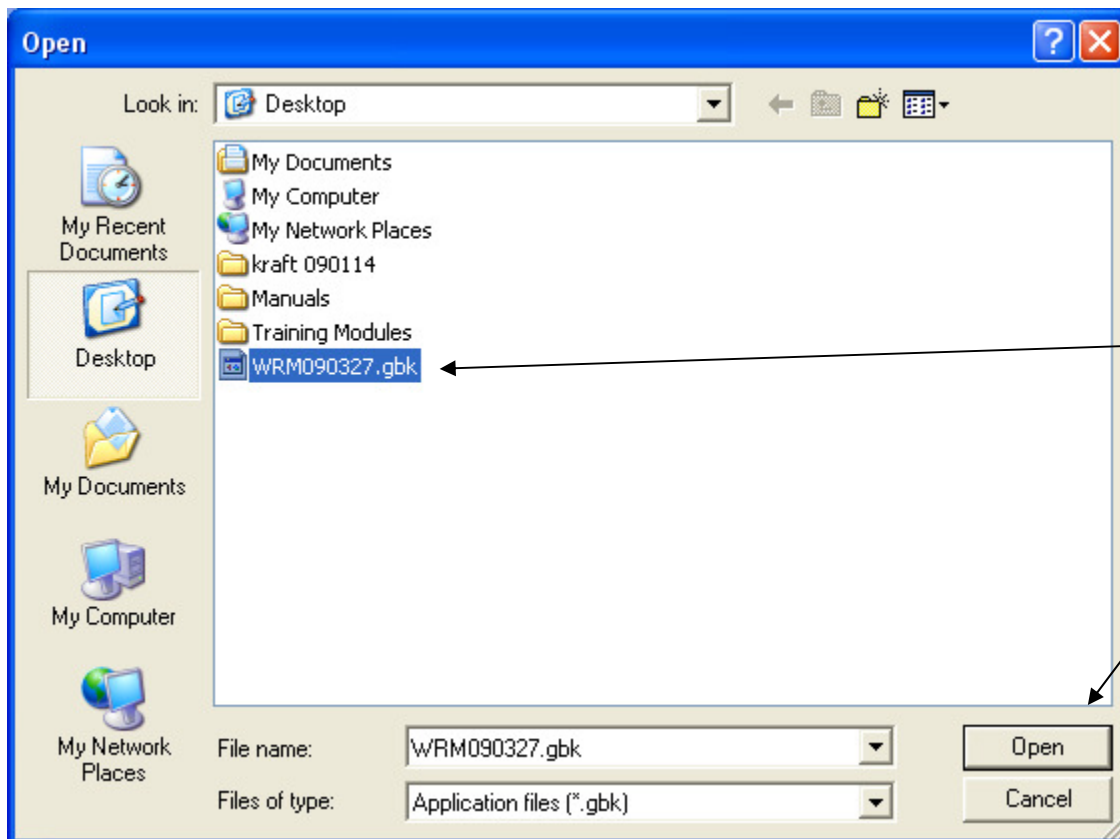 Open
Look in:
Desktop
My Recent
Documents
Desktop
My Documents
My Computer
My Network
Places
My Documents
My Computer
My Network Places
kraft 090114
Manuals
Training Modules
WRM090327.gbk
File name:
WRM090327.gbk
Open
Files of type:
Application files (*.gbk)
Cancel